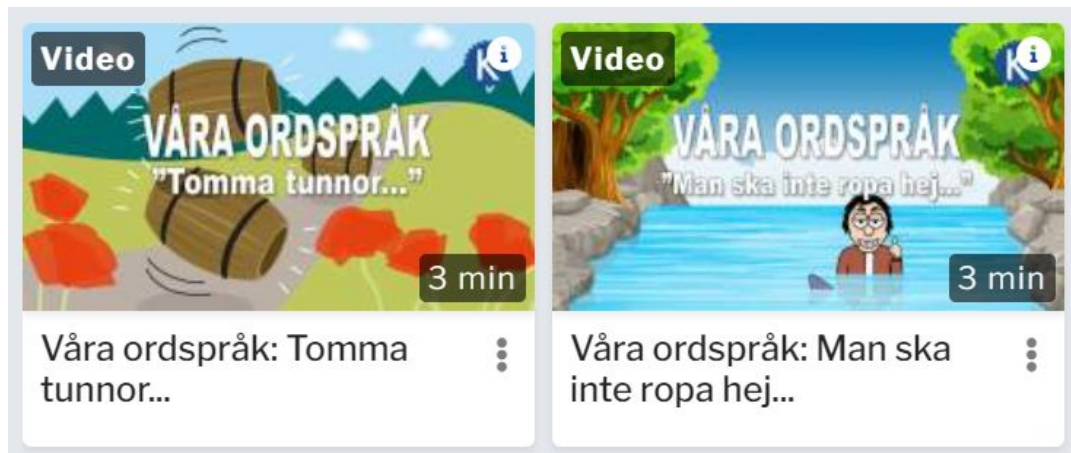 Video
VÅRA ORDSPRÅK
"Tomma tunnor..."
3 min
Våra ordspråk: Tomma
tunnor...
Video
VÅRA ORDSPRÅK
"Man ska inte ropa hej..."
3 min
Våra ordspråk: Man ska
inte ropa hej...